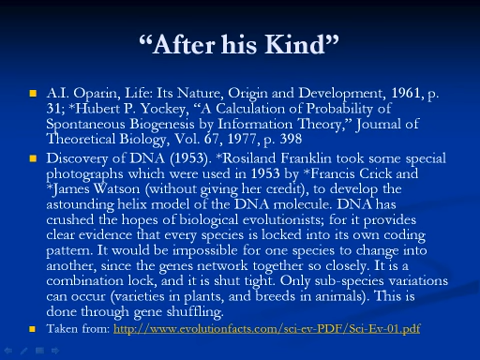 “After his Kind”
A.I. Oparin, Life: Its Nature, Origin and Development, 1961, p.
31; *Hubert P. Yockey, “A Calculation of Probability of
Spontaneous Biogenesis by Information Theory,” Journal of
Theoretical Biology, Vol. 67, 1977, p. 398
Discovery of DNA (1953). *Rosiland Franklin took some special
photographs which were used in 1953 by *Francis Crick and
*James Watson (without giving her credit), to develop the
astounding helix model of the DNA molecule. DNA has
crushed the hopes of biological evolutionists; for it provides
clear evidence that every species is locked into its own coding
pattern. It would be impossible for one species to change into
another, since the genes network together so closely. It is a
combination lock, and it is shut tight. Only sub-species variations
can occur (varieties in plants, and breeds in animals). This is
done through gene shuffling.
Taken from: http://www.evolutionfacts.com/sci-ev-PDF/Sci-Ev-01.pdf